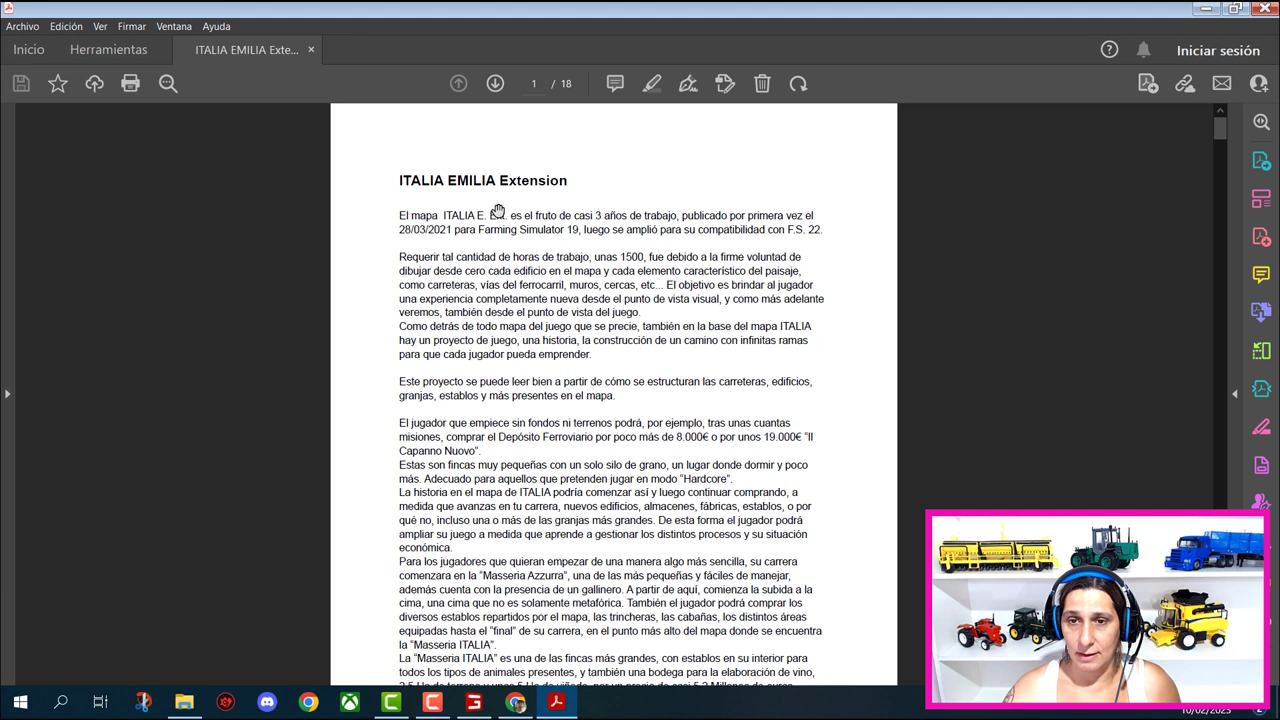 Archivo Edición Ver Firmar Ventana Ayuda
Inicio Herramientas ITALIA EMILIA Exte... × Iniciar sesión
1 / 18
ITALIA EMILIA Extension
El mapa ITALIA E. es el fruto de casi 3 años de trabajo, publicado por primera vez el
28/03/2021 para Farming Simulator 19, luego se amplió para su compatibilidad con F.S. 22.
Requerir tal cantidad de horas de trabajo, unas 1500, fue debido a la firme voluntad de
dibujar desde cero cada edificio en el mapa y cada elemento característico del paisaje,
como carreteras, vías del ferrocarril, muros, cercas, etc... El objetivo es brindar al jugador
una experiencia completamente nueva desde el punto de vista visual, y como más adelante
veremos, también desde el punto de vista del juego.
Como detrás de todo mapa del juego que se precie, también en la base del mapa ITALIA
hay un proyecto de juego, una historia, la construcción de un camino con infinitas ramas
para que cada jugador pueda emprender.
Este proyecto se puede leer bien a partir de cómo se estructuran las carreteras, edificios,
granjas, establos y más presentes en el mapa.
El jugador que empiece sin fondos ni terrenos podrá, por ejemplo, tras unas cuantas
misiones, comprar el Depósito Ferroviario por poco más de 8.000€ o por unos 19.000€ “Il
Capanno Nuovo”.
Estas son fincas muy pequeñas con un solo silo de grano, un lugar donde dormir y poco
más. Adecuado para aquellos que pretenden jugar en modo “Hardcore”.
La historia en el mapa de ITALIA podría comenzar así y luego continuar comprando, a
medida que avanzas en tu carrera, nuevos edificios, almacenes, fábricas, establos, o por
qué no, incluso una o más de las granjas más grandes. De esta forma el jugador podrá
ampliar su juego a medida que aprende a gestionar los distintos procesos y su situación
económica.
Para los jugadores que quieran empezar de una manera algo más sencilla, su carrera
comenzara en la “Masseria Azzurra”, una de las más pequeñas y fáciles de manejar,
además cuenta con la presencia de un gallinero. A partir de aquí, comienza la subida a la
cima, una cima que no es solamente metafórica. También el jugador podrá comprar los
diversos establos repartidos por el mapa, las trincheras, las cabañas, los distintos áreas
equipadas hasta el “final” de su carrera, en el punto más alto del mapa donde se encuentra
la “Masseria ITALIA”.
La “Masseria ITALIA” es una de las fincas más grandes, con establos en su interior para
todos los tipos de animales presentes, y también una bodega para la elaboración de vino,
10/02/2023